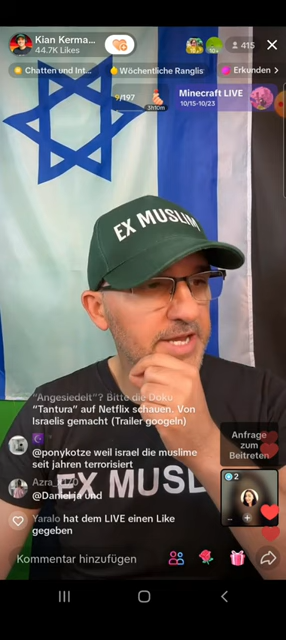 Kian Kerma...
44.7K Likes
415
Chatten und Int...
Wöchentliche Ranglis
Erkunden
/197
3h10m
Minecraft LIVE
10/15-10/23
EX MUSLIM
"Angesiedelt"? Bitte die Doku
"Tantura" auf Netflix schauen. Von
Israelis gemacht (Trailer googeln)
@ponykotze weil israel die muslime
seit jahren terrorisiert
Anfrage
zum
Beitreten
@Daniel ja und
EX MUSL
2
Yaralo hat dem LIVE einen Like
gegeben
Kommentar hinzufügen